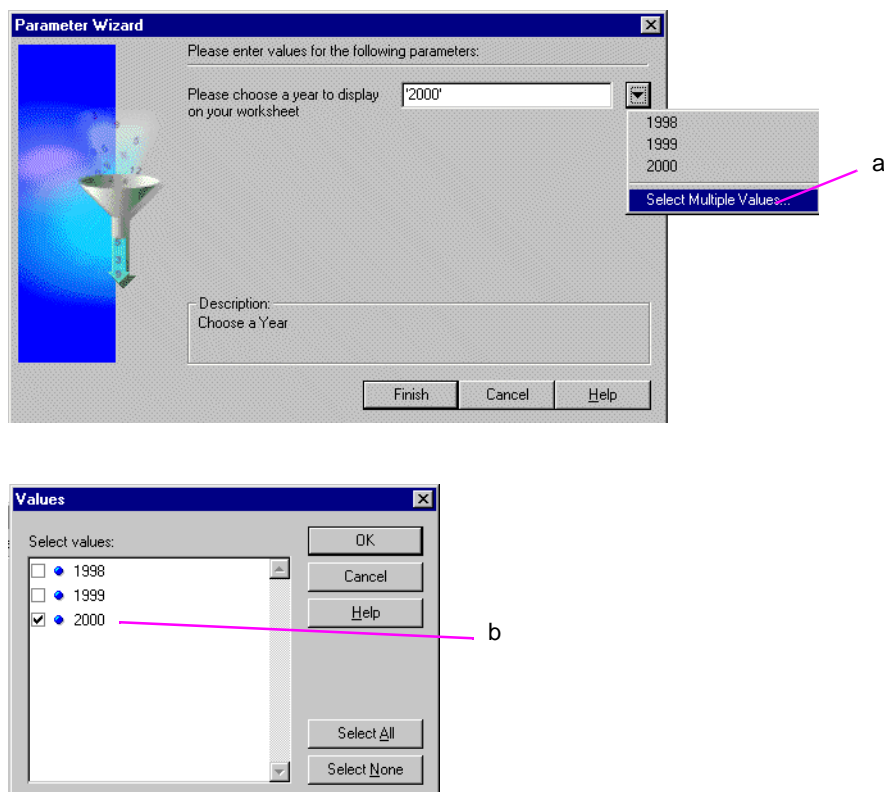 Parameter Wizard
Please enter values for the following parameters:
Please choose a year to display
on your worksheet
'2000'
1998
1999
2000
Select Multiple Values...
a
Description:
Choose a Year
Finish
Cancel
Help
Values
Select values:
1998
1999
2000
OK
Cancel
Help
b
Select All
Select None